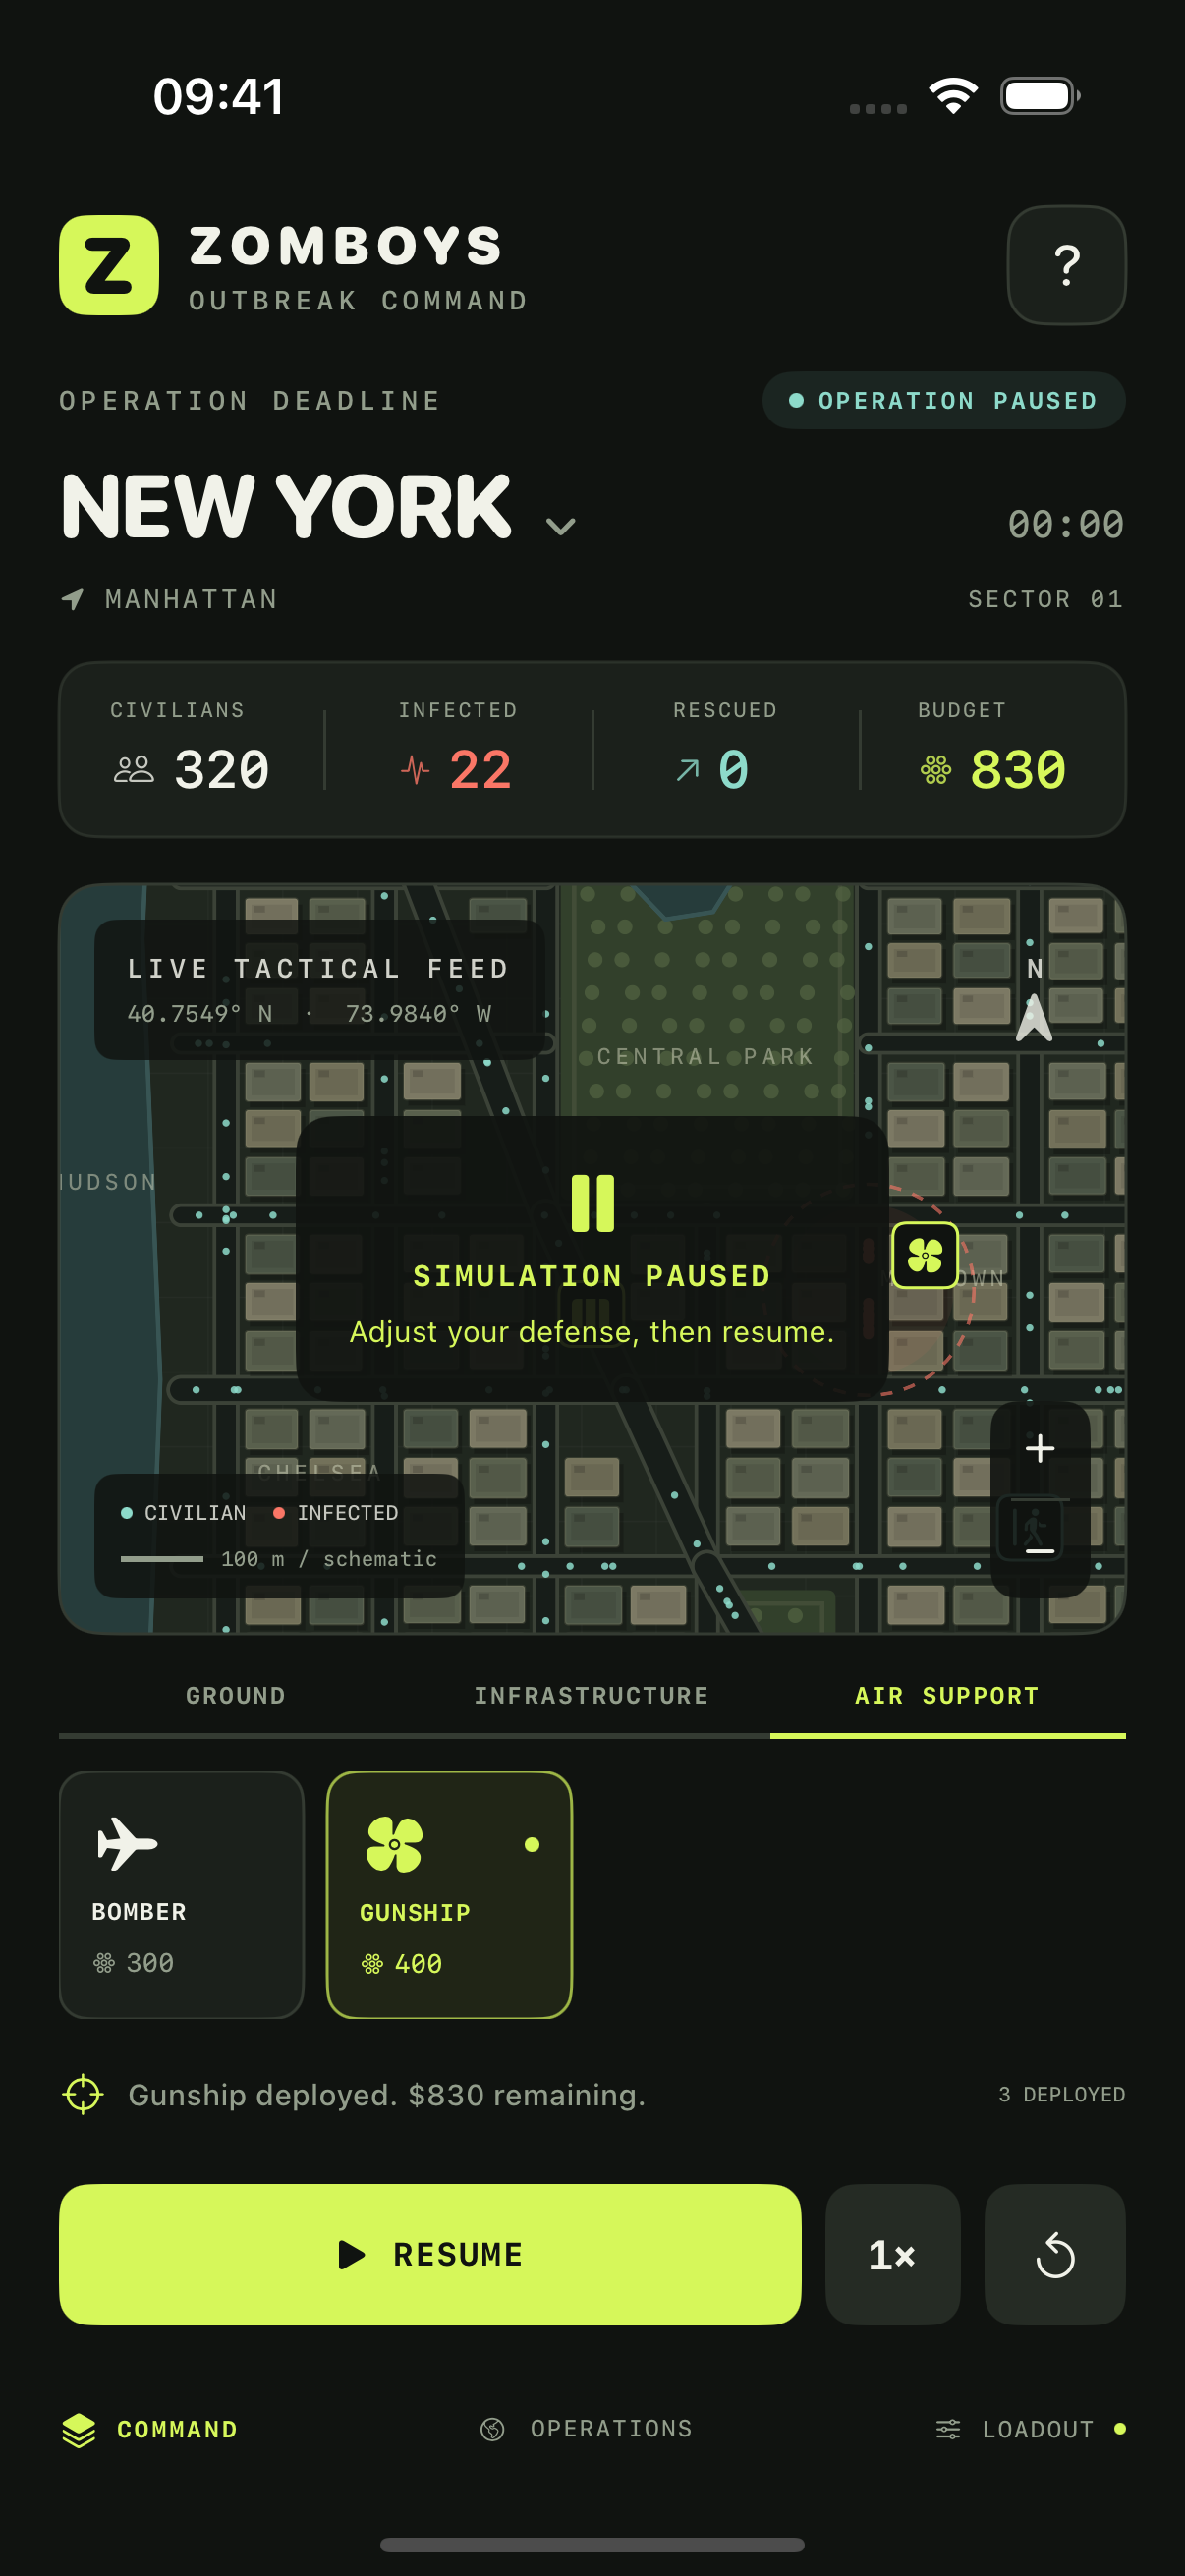 09:41
Z
ZOMBOYS
OUTBREAK COMMAND
?
OPERATION DEADLINE
OPERATION PAUSED
NEW YORK
00:00
MANHATTAN
SECTOR 01
CIVILIANS
INFECTED
RESCUED
BUDGET
320
22
0
830
LIVE TACTICAL FEED
40.7549° N · 73.9840° W
N
CENTRAL PARK
SIMULATION PAUSED
Adjust your defense, then resume.
CHELSEA
CIVILIAN
INFECTED
100 m / schematic
GROUND
INFRASTRUCTURE
AIR SUPPORT
BOMBER
300
GUNSHIP
400
Gunship deployed. $830 remaining.
3 DEPLOYED
RESUME
1×
COMMAND
OPERATIONS
LOADOUT